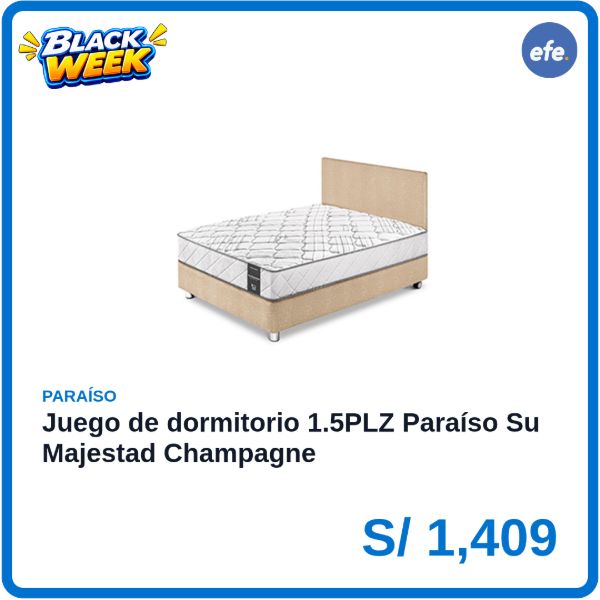 BLACK
WEEK
efe.
PARAÍSO
Juego de dormitorio 1.5PLZ Paraíso Su
Majestad Champagne
S/ 1,409